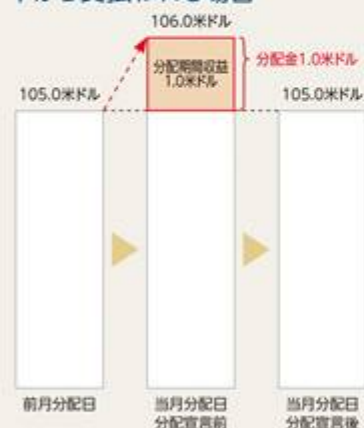 106.0米ドル
分配金1.0米ドル
分配期間収益
1.0米ドル
105.0米ドル
105.0米ドル
前月分配日
当月分配日
分配宣言前
当月分配日
分配宣言後